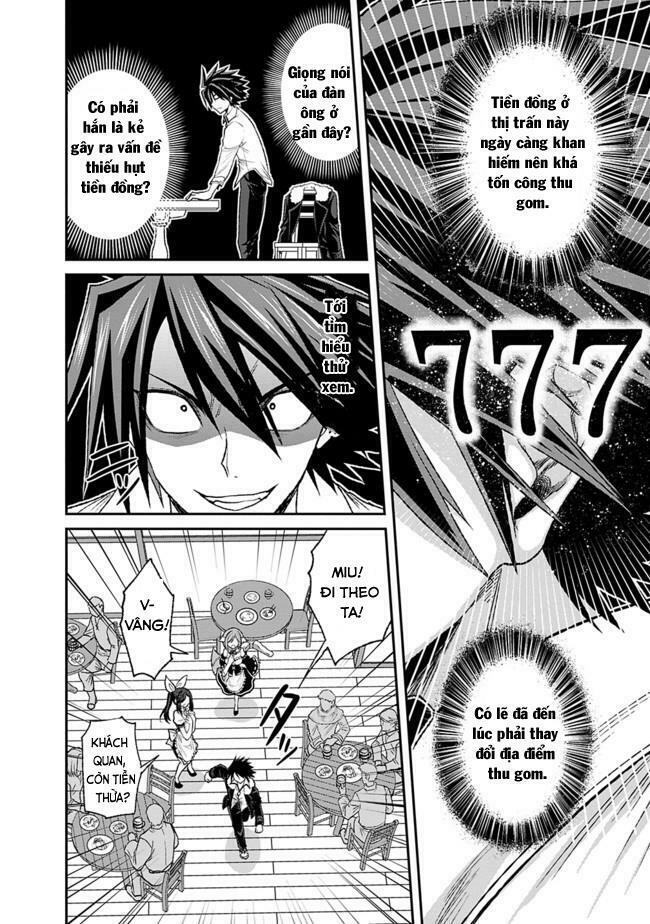 Tiền đồng ở
thị trấn này
ngày càng khan
hiếm nên khá
tốn công thu
gom.
777
Có lẽ đã đến
lúc phải thay
đổi địa điểm
thu gom.
Giọng nói
của đàn
ông ở
gần đây?
Có phải
hắn là kẻ
gây ra vấn đề
thiếu hụt
tiền đồng?
Tới
tìm
hiểu
thử
xem.
MIU!
ĐI THEO
TA!
V-
VÂNG!
KHÁCH
QUAN,
CÒN TIỀN
THỪA?